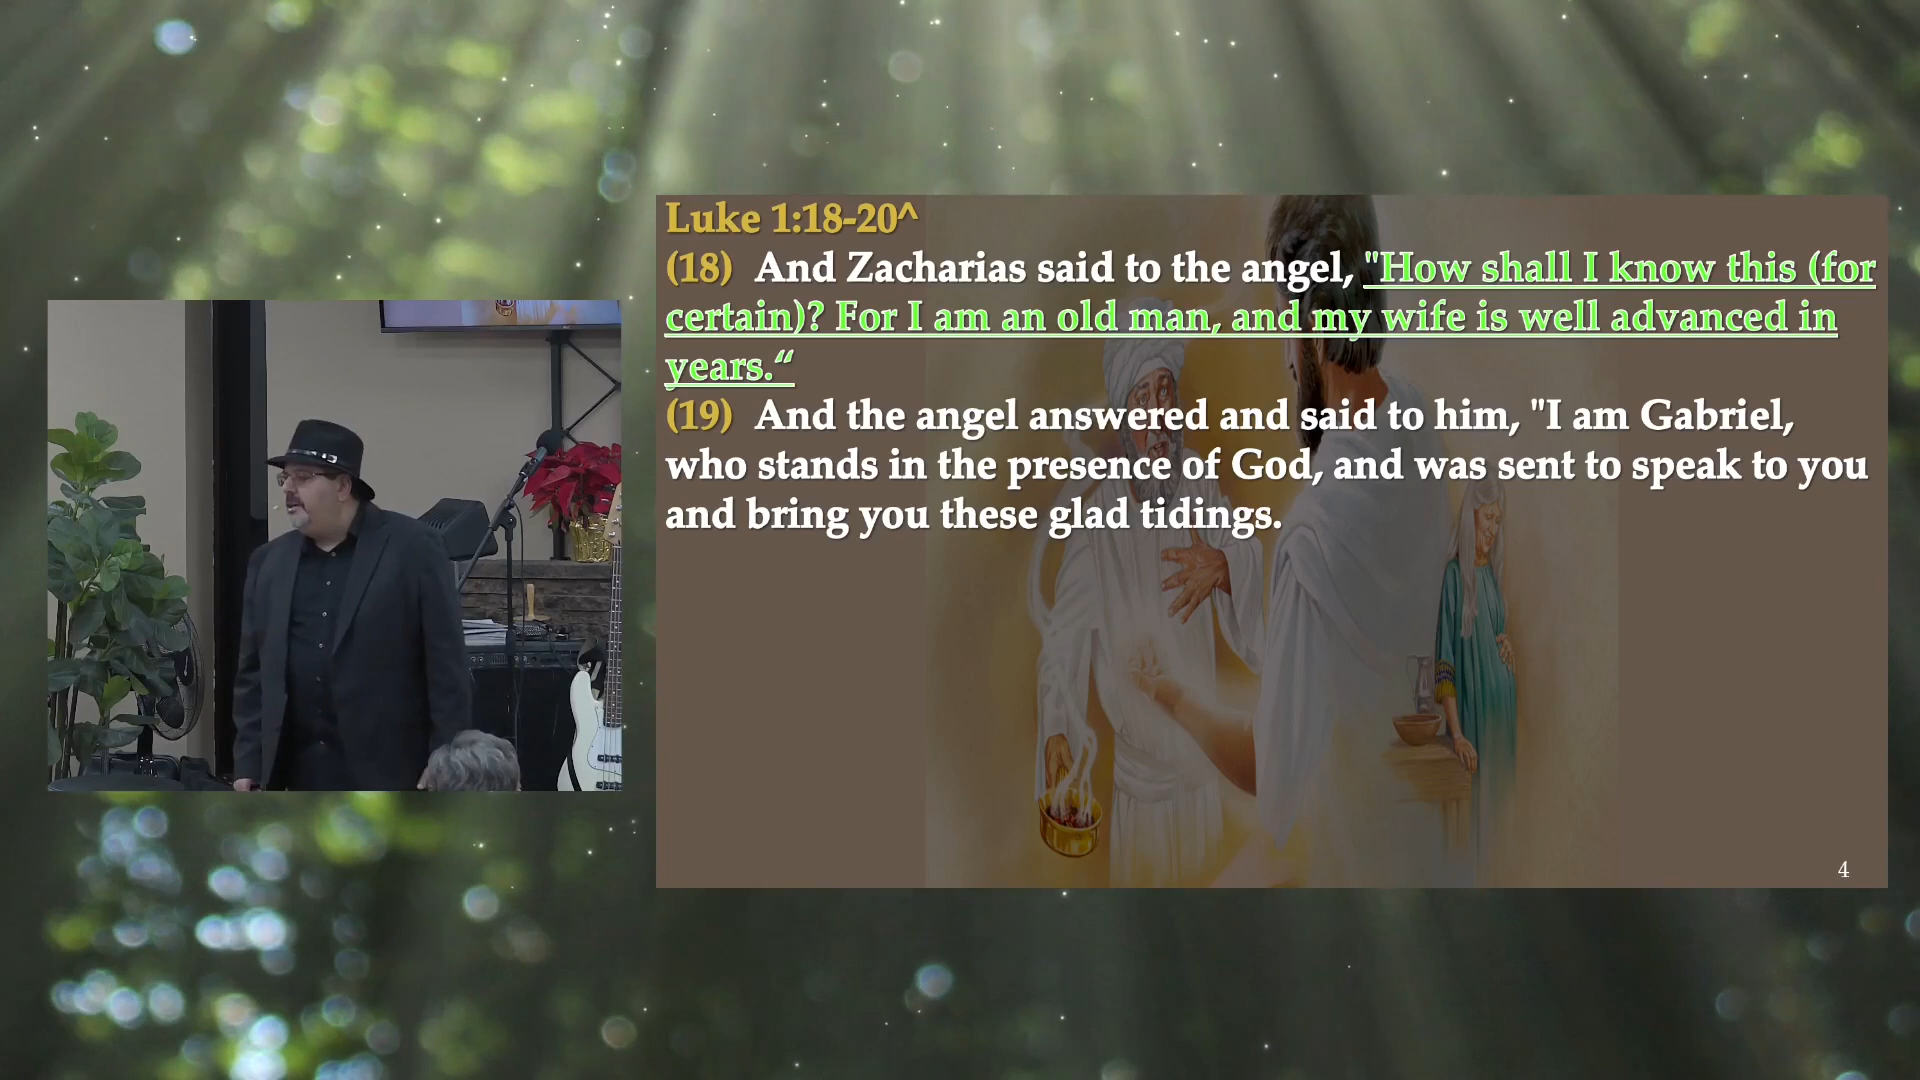 Luke 1:18-20^
(18) And Zacharias said to the angel, "How shall I know this (for
certain)? For I am an old man, and my wife is well advanced in
years.“
(19) And the angel answered and said to him, "I am Gabriel,
who stands in the presence of God, and was sent to speak to you
and bring you these glad tidings.
4